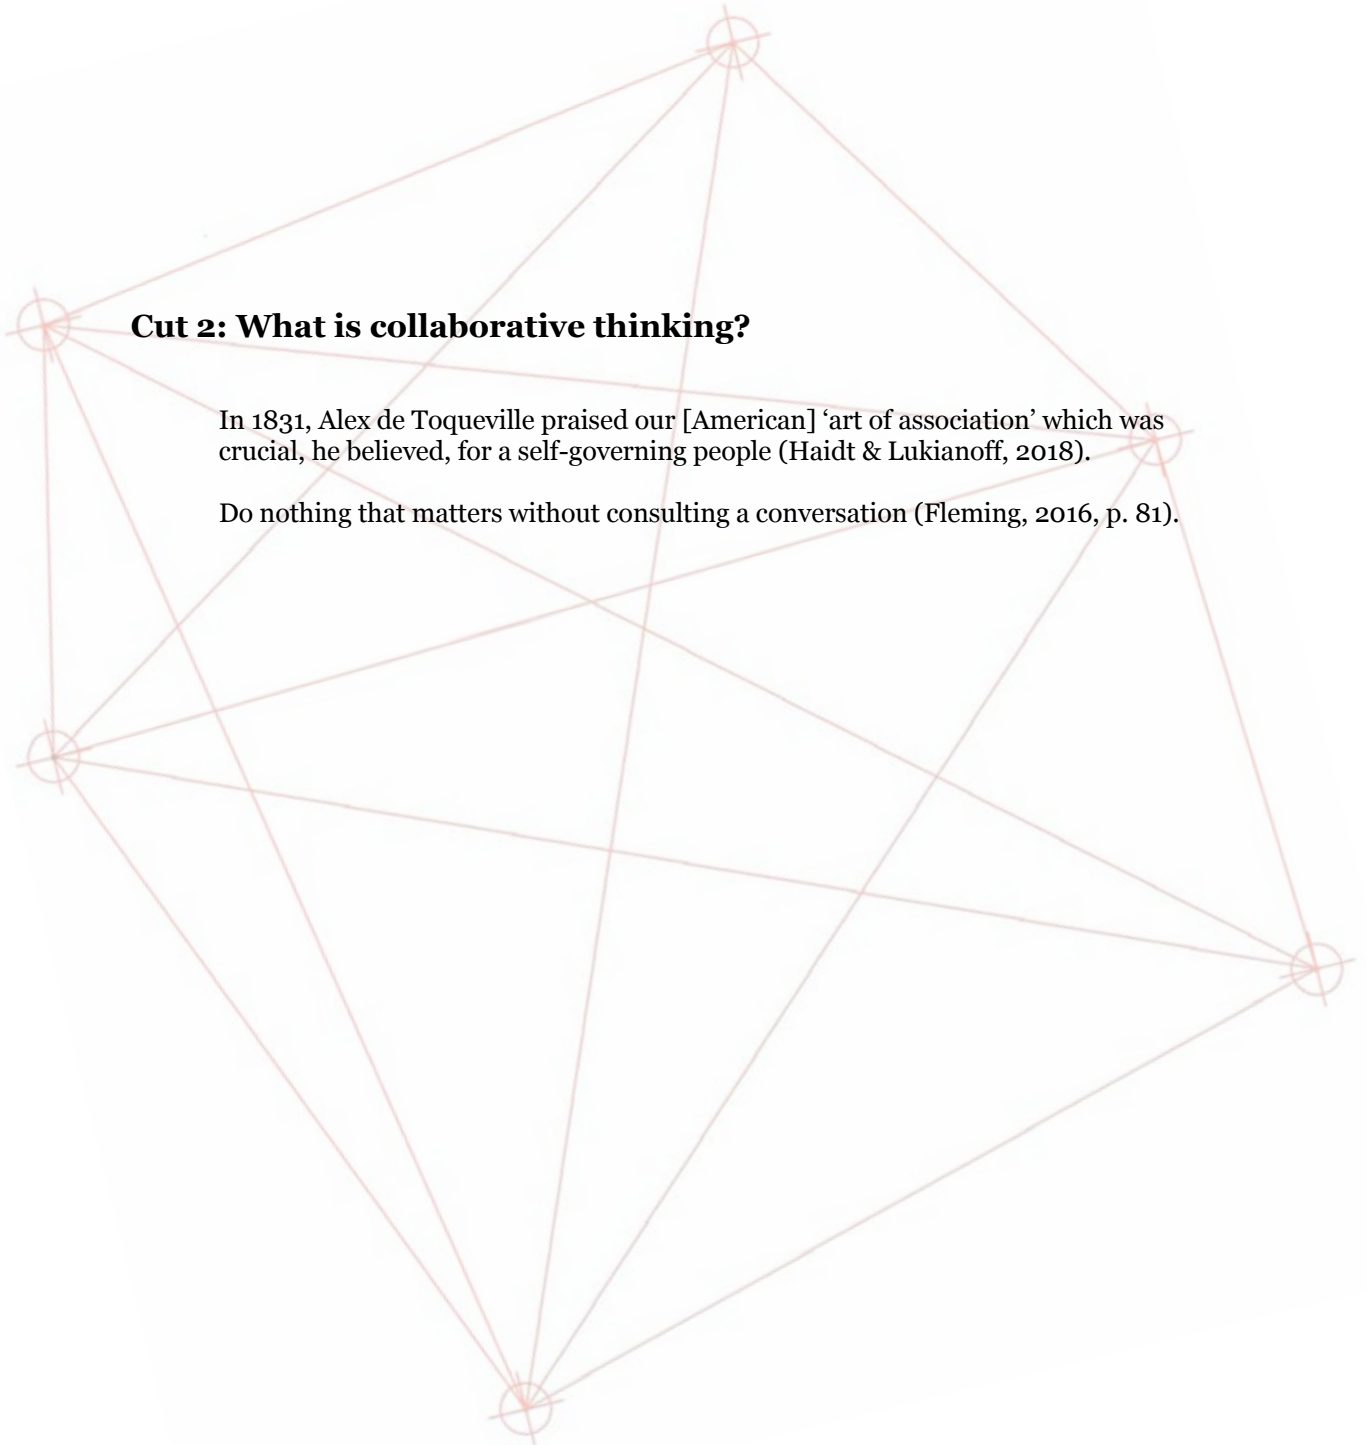 Cut 2: What is collaborative thinking?
In 1831, Alex de Toqueville praised our [American] ‘art of association’ which was
crucial, he believed, for a self-governing people (Haidt & Lukianoff, 2018).
Do nothing that matters without consulting a conversation (Fleming, 2016, p. 81).